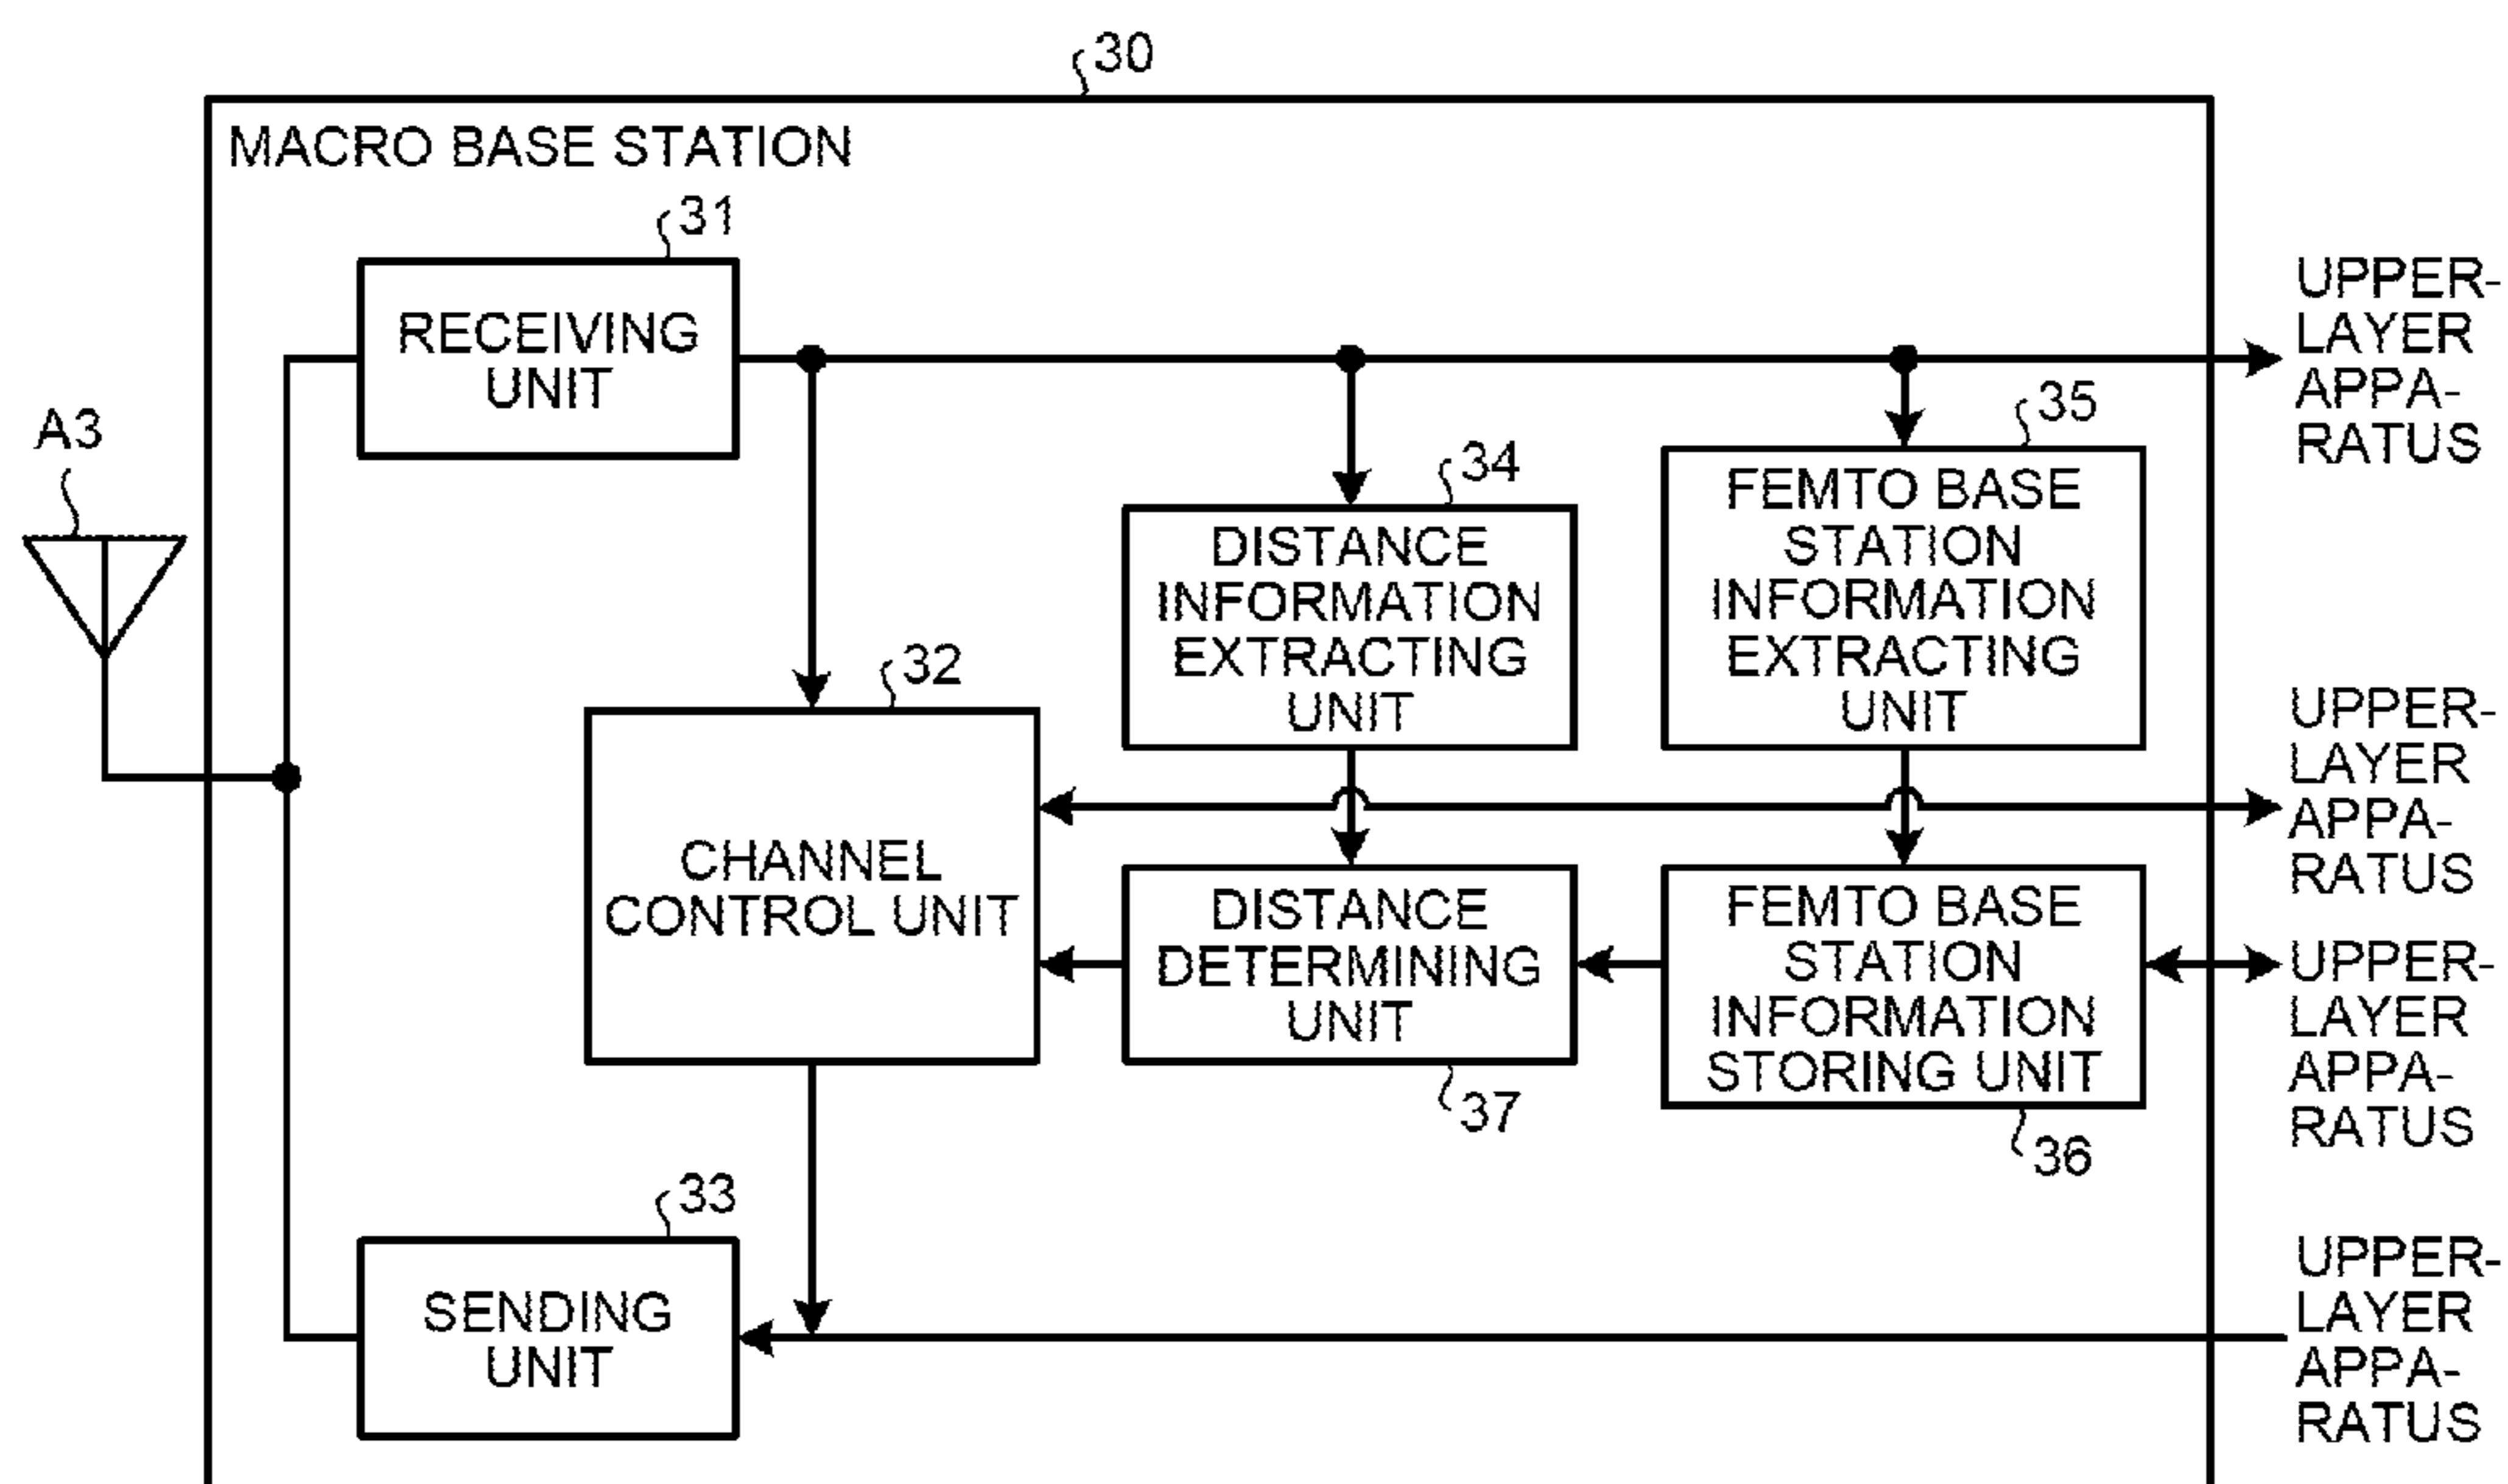 30
MACRO BASE STATION
31
RECEIVING
UNIT
A3
UPPER-
LAYER
APPA-
RATUS
35
FEMTO BASE
STATION
INFORMATION
EXTRACTING
UNIT
34
DISTANCE
INFORMATION
EXTRACTING
UNIT
32
CHANNEL
CONTROL UNIT
UPPER-
LAYER
APPA-
RATUS
DISTANCE
DETERMINING
UNIT
37
FEMTO BASE
STATION
INFORMATION
STORING UNIT
36
UPPER-
LAYER
APPA-
RATUS
33
SENDING
UNIT
UPPER-
LAYER
APPA-
RATUS